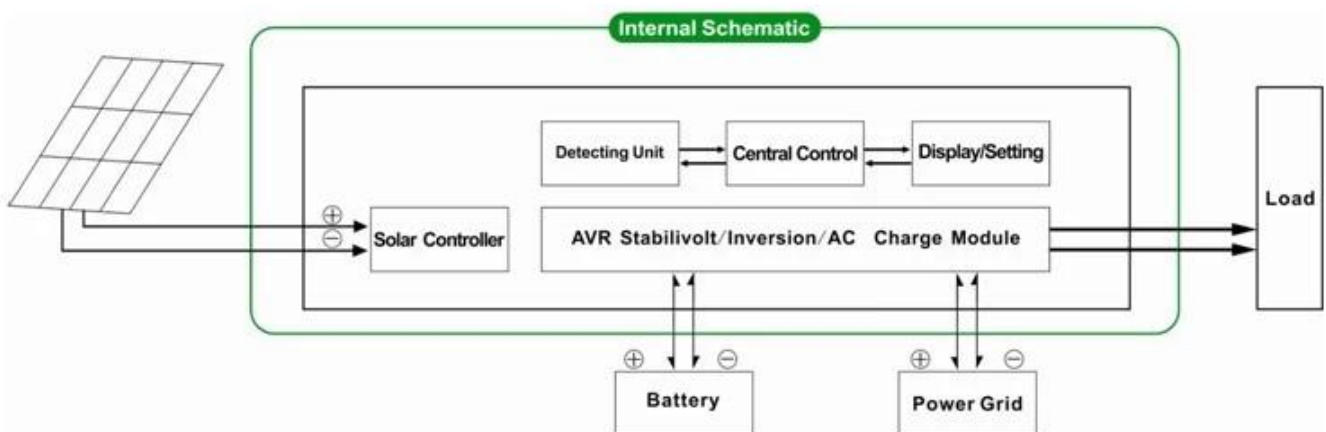 Internal Schematic
Detecting Unit
Central Control
Display/Setting
Load
⊕
⊖
Solar Controller
AVR Stabilivolt/Inversion/AC Charge Module
⊕ ⊖
⊕ ⊖
Battery
Power Grid